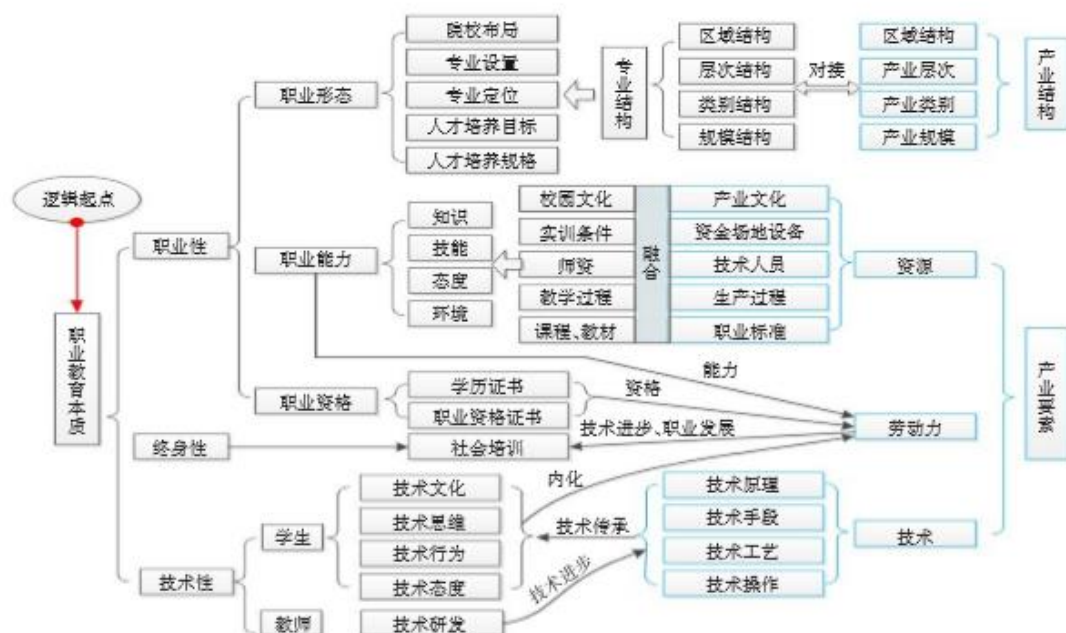 院校布局
专业设置
专业定位
人才培养目标
人才培养规格
职业形态
专业结构
区域结构
层次结构
类别结构
规模结构
对接
区域结构
产业层次
产业类别
产业规模
产业结构
逻辑起点
职业教育本质
职业性
职业能力
知识
技能
态度
环境
校园文化
实训条件
师资
教学过程
课程、教材
融合
产业文化
资金场地设备
技术人员
生产过程
职业标准
资源
产业要素
能力
职业资格
学历证书
职业资格证书
资格
劳动力
终身性
社会培训
技术进步、职业发展
内化
技术性
学生
技术文化
技术思维
技术行为
技术态度
技术传承
技术原理
技术手段
技术工艺
技术操作
技术
教师
技术研发
技术进步